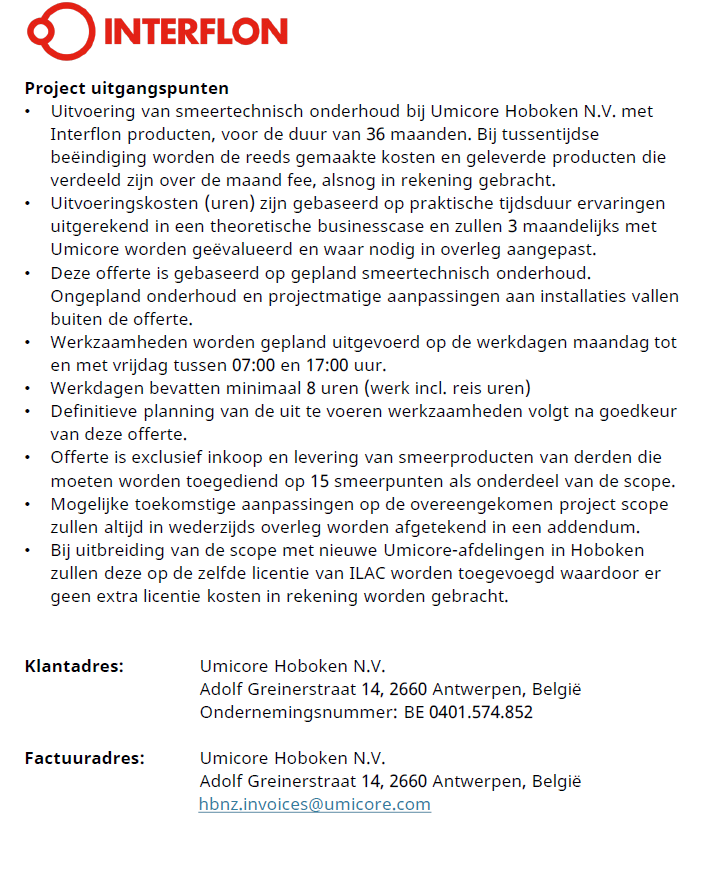 INTERFLON
Project uitgangspunten
• Uitvoering van smeertechnisch onderhoud bij Umicore Hoboken N.V. met
Interflon producten, voor de duur van 36 maanden. Bij tussentijdse
beëindiging worden de reeds gemaakte kosten en geleverde producten die
verdeeld zijn over de maand fee, alsnog in rekening gebracht.
• Uitvoeringskosten (uren) zijn gebaseerd op praktische tijdsduur ervaringen
uitgerekend in een theoretische businesscase en zullen 3 maandelijks met
Umicore worden geëvalueerd en waar nodig in overleg aangepast.
• Deze offerte is gebaseerd op gepland smeertechnisch onderhoud.
Ongepland onderhoud en projectmatige aanpassingen aan installaties vallen
buiten de offerte.
• Werkzaamheden worden gepland uitgevoerd op de werkdagen maandag tot
en met vrijdag tussen 07:00 en 17:00 uur.
• Werkdagen bevatten minimaal 8 uren (werk incl. reis uren)
• Definitieve planning van de uit te voeren werkzaamheden volgt na goedkeur
van deze offerte.
• Offerte is exclusief inkoop en levering van smeerproducten van derden die
moeten worden toegediend op 15 smeerpunten als onderdeel van de scope.
• Mogelijke toekomstige aanpassingen op de overeengekomen project scope
zullen altijd in wederzijds overleg worden afgetekend in een addendum.
• Bij uitbreiding van de scope met nieuwe Umicore-afdelingen in Hoboken
zullen deze op de zelfde licentie van ILAC worden toegevoegd waardoor er
geen extra licentie kosten in rekening worden gebracht.
Klantadres: Umicore Hoboken N.V.
Adolf Greinerstraat 14, 2660 Antwerpen, België
Ondernemingsnummer: BE 0401.574.852
Factuuradres: Umicore Hoboken N.V.
Adolf Greinerstraat 14, 2660 Antwerpen, België
hbnz.invoices@umicore.com